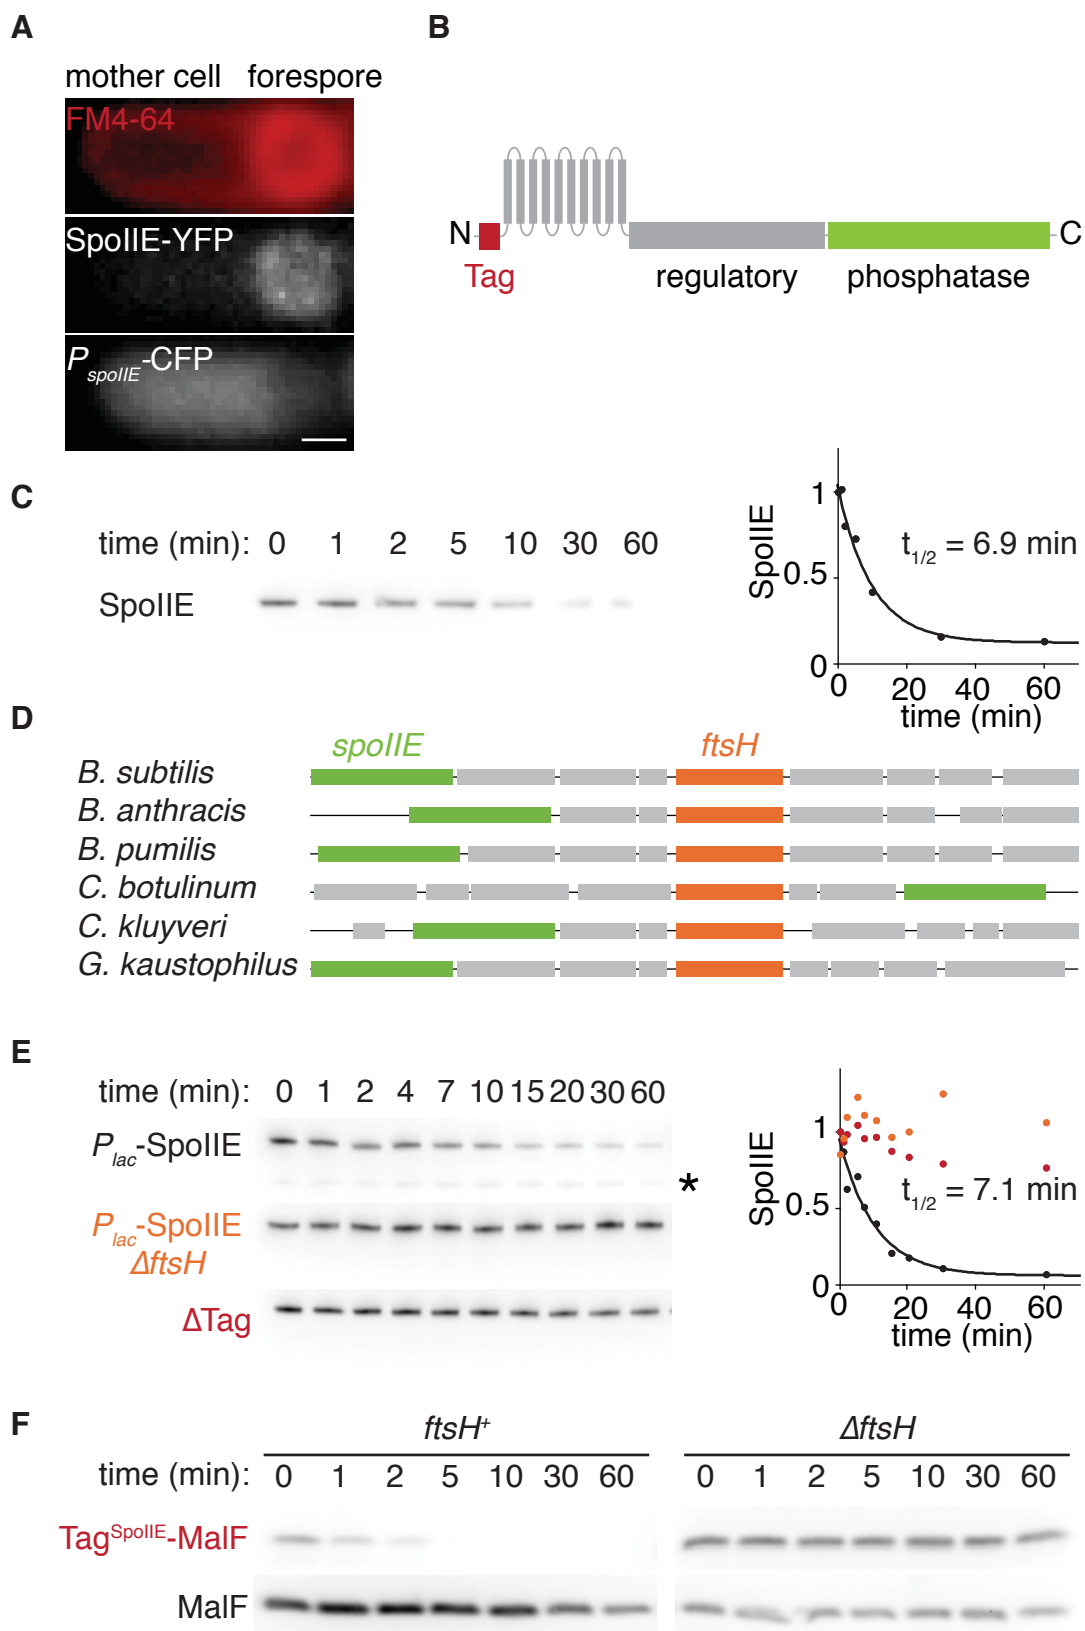 A
mother cell forespore
FM4-64
SpoIIE-YFP
PspoIIE-CFP
B
N
C
Tag
regulatory
phosphatase
C
time (min): 0 1 2 5 10 30 60
SpoIIE
SpoIIE
1
0.5
0
t1/2 = 6.9 min
0 20 40 60
time (min)
D
spoIIE ftsH
B. subtilis
B. anthracis
B. pumilis
C. botulinum
C. kluyveri
G. kaustophilus
E
time (min): 0 1 2 4 7 10 15 20 30 60
Plac-SpoIIE
*
Plac-SpoIIE
ΔftsH
ΔTag
SpoIIE
1
0.5
0
t1/2 = 7.1 min
0 20 40 60
time (min)
F
ftsH+ ΔftsH
time (min): 0 1 2 5 10 30 60 0 1 2 5 10 30 60
TagSpoIIE-MalF
MalF